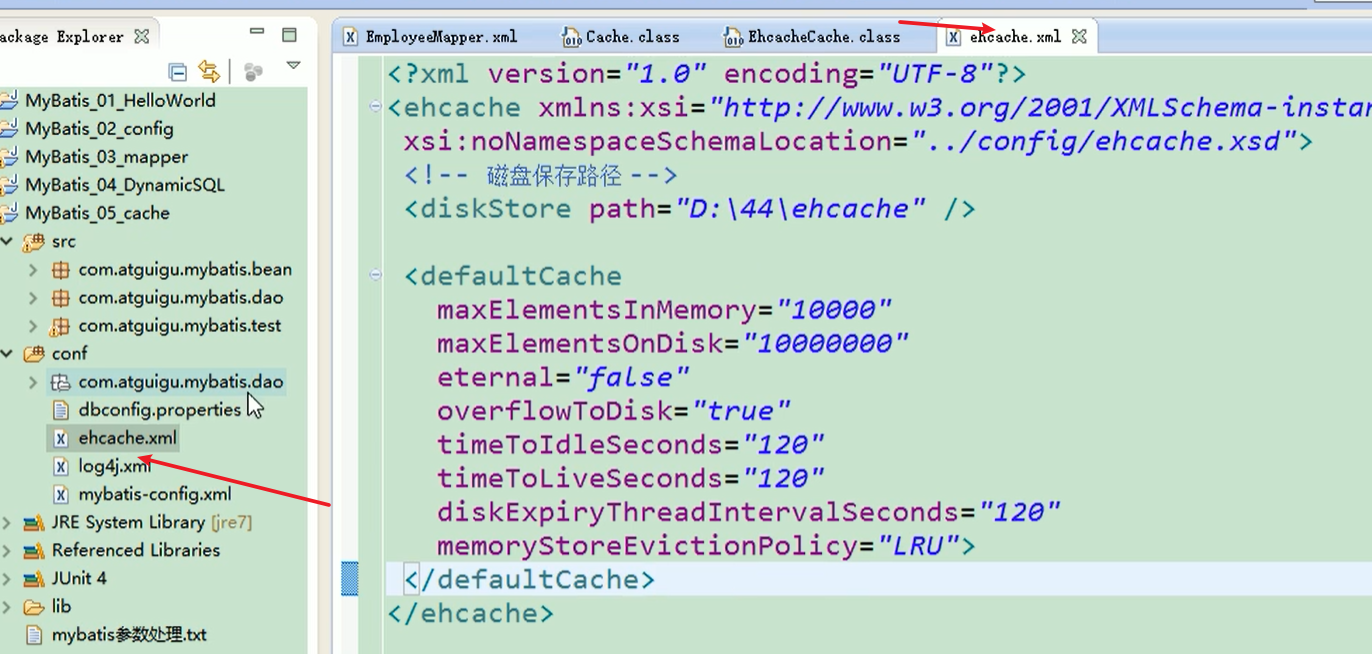 ackage Explorer
MyBatis_01_HelloWorld
MyBatis_02_config
MyBatis_03_mapper
MyBatis_04_DynamicSQL
MyBatis_05_cache
src
com.atguigu.mybatis.bean
com.atguigu.mybatis.dao
com.atguigu.mybatis.test
conf
com.atguigu.mybatis.dao
dbconfig.properties
ehcache.xml
log4j.xml
mybatis-config.xml
JRE System Library [jre7]
Referenced Libraries
JUnit 4
lib
mybatis参数处理.txt
EmployeeMapper.xml Cache.class EhcacheCache.class ehcache.xml
<?xml version="1.0" encoding="UTF-8"?>
<ehcache xmlns:xsi="http://www.w3.org/2001/XMLSchema-instan
xsi:noNamespaceSchemaLocation="../config/ehcache.xsd">
<!-- 磁盘保存路径 -->
<diskStore path="D:\44\ehcache" />
<defaultCache
maxElementsInMemory="10000"
maxElementsOnDisk="10000000"
eternal="false"
overflowToDisk="true"
timeToIdleSeconds="120"
timeToLiveSeconds="120"
diskExpiryThreadIntervalSeconds="120"
memoryStoreEvictionPolicy="LRU">
</defaultCache>
</ehcache>